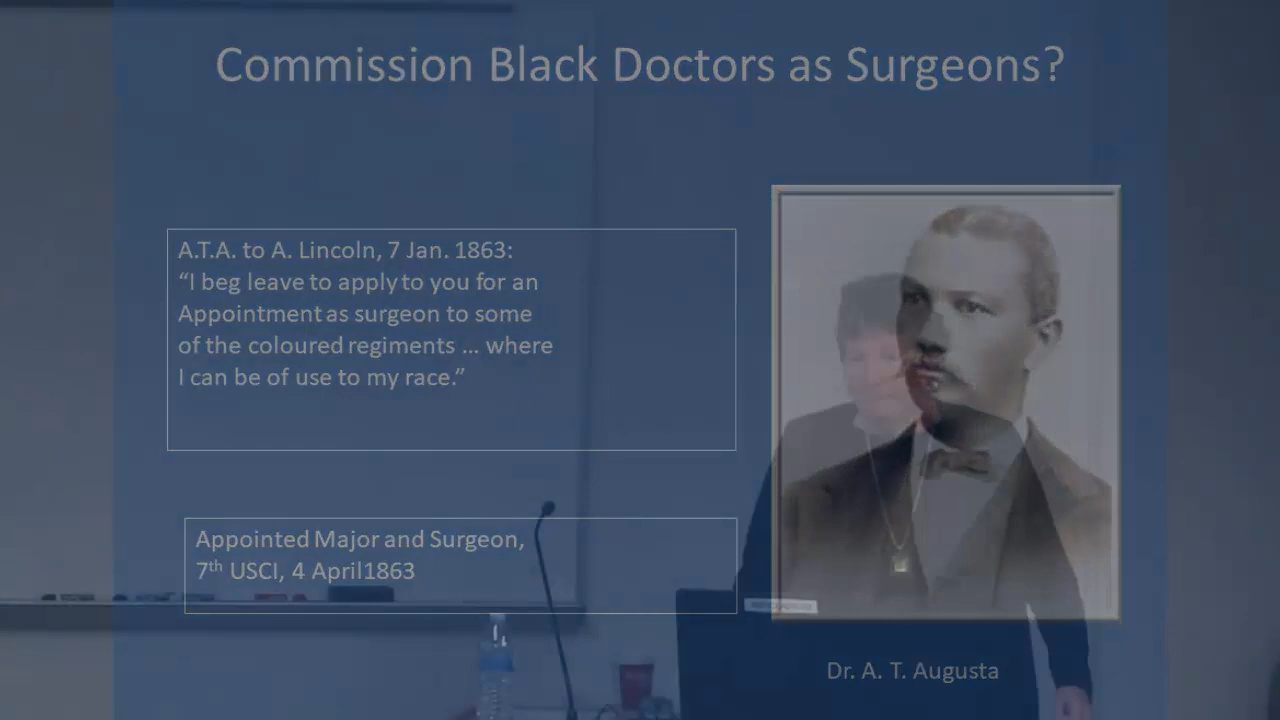 Commission Black Doctors as Surgeons?
A.T.A. to A. Lincoln, 7 Jan. 1863:
“I beg leave to apply to you for an
Appointment as surgeon to some
of the coloured regiments ... where
I can be of use to my race.”
Appointed Major and Surgeon,
7th USCI, 4 April1863
Dr. A. T. Augusta